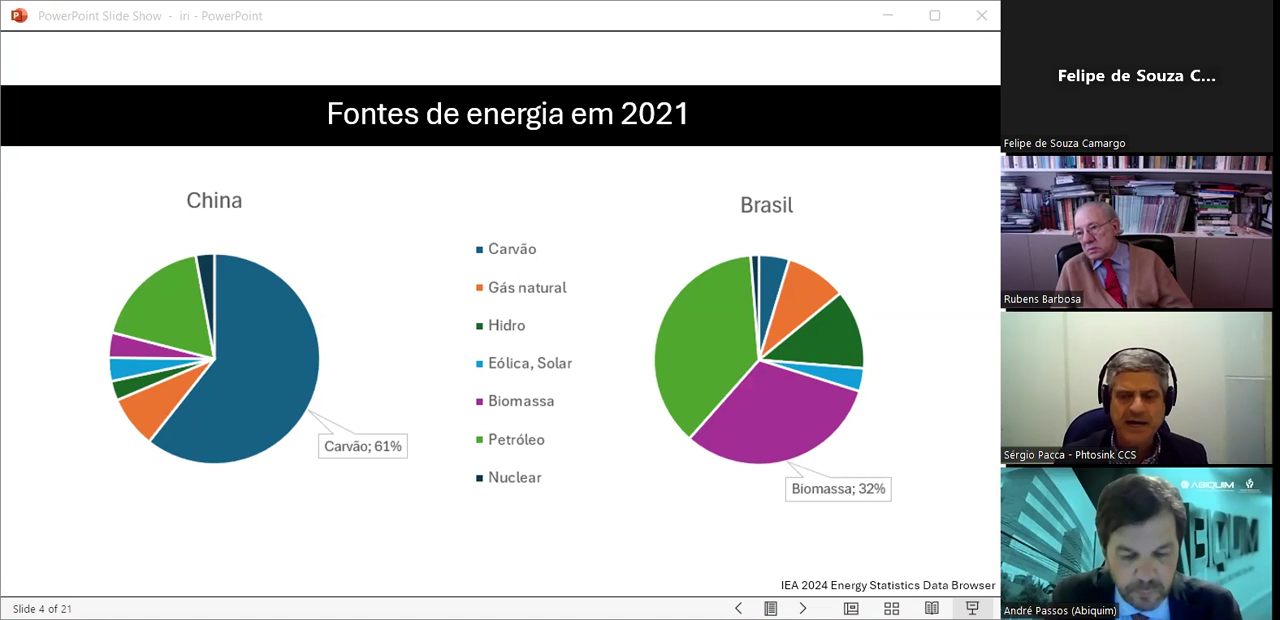 PowerPoint Slide Show - iri - PowerPoint
Fontes de energia em 2021
China
Brasil
Carvão
Gás natural
Hidro
Eólica, Solar
Biomassa
Petróleo
Nuclear
Carvão; 61%
Biomassa; 32%
IEA 2024 Energy Statistics Data Browser
Slide 4 of 21
Felipe de Souza C...
Felipe de Souza Camargo
Rubens Barbosa
Sérgio Pacca - Phtosink CCS
ABIQUIM
ABIQUIM
André Passos (Abiquim)